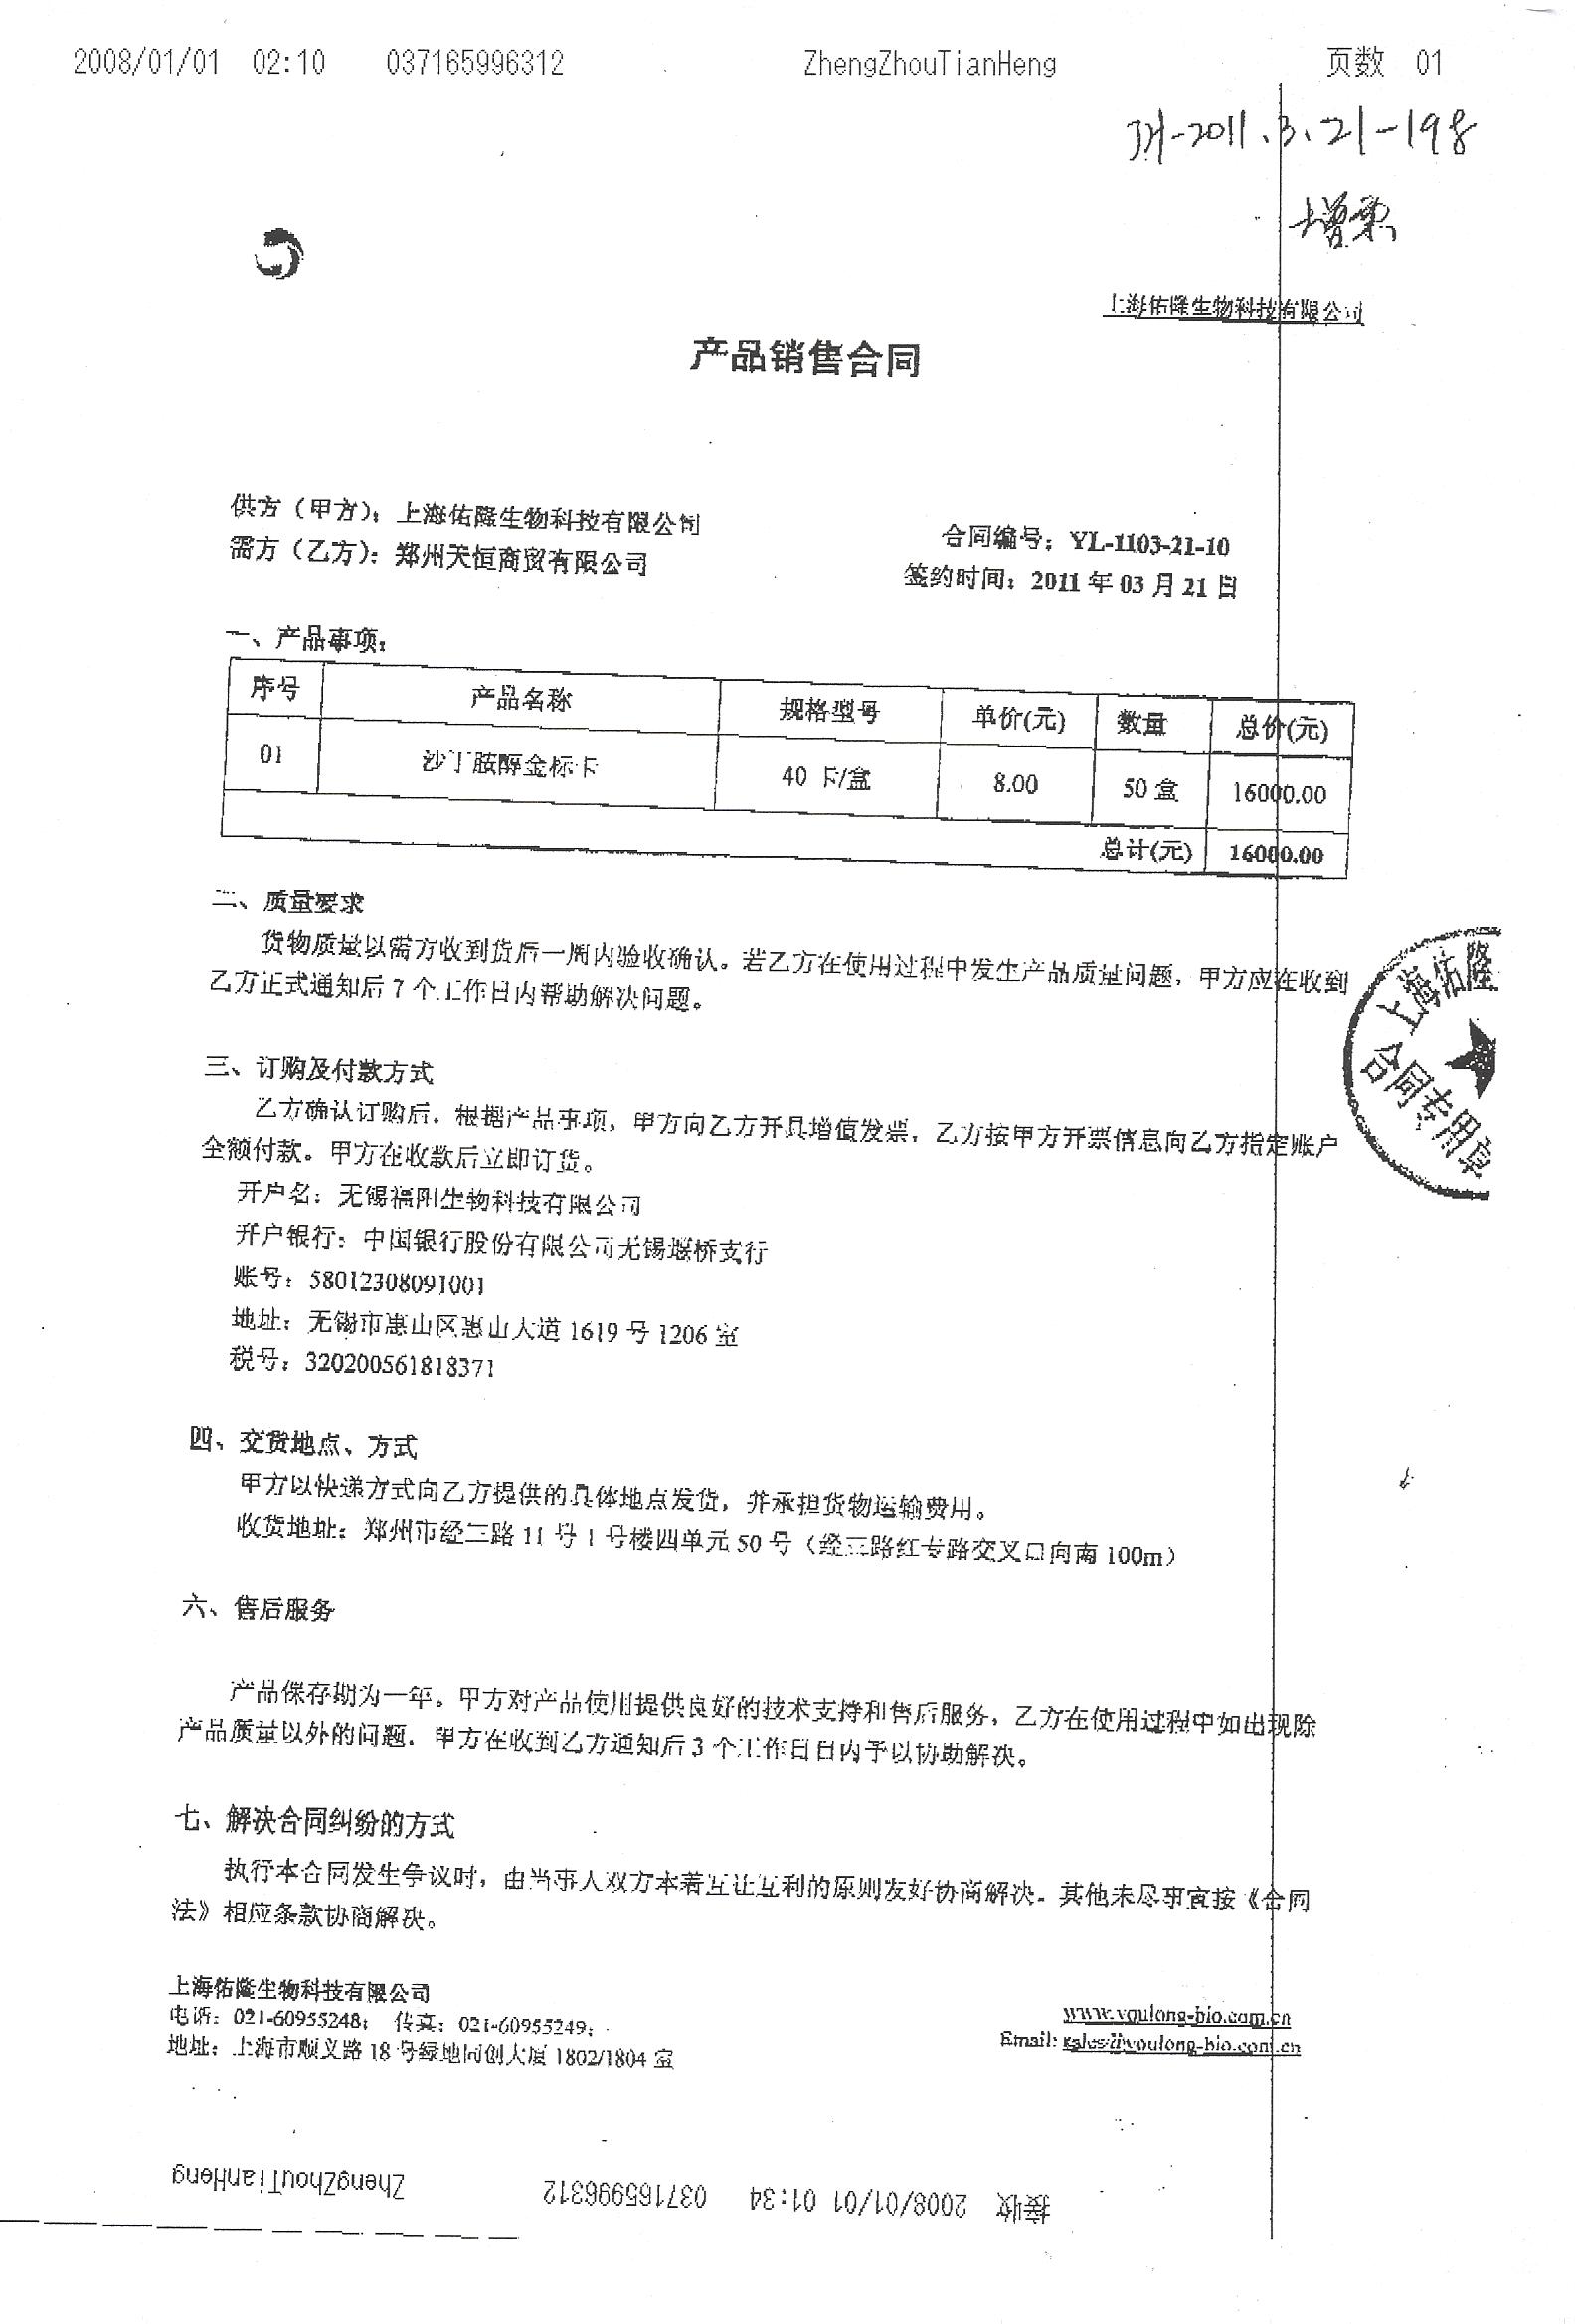 2008/01/01 02:10 037165996312 ZhengZhouTianHeng 页数 01
-2011.3.21-198
上海佑隆生物科技有限公司
产品销售合同
供方（甲方）：上海佑隆生物科技有限公司
需方（乙方）：郑州天恒商贸有限公司
合同编号：YL-1103-21-10
签约时间：2011年03月21日
一、产品事项：
序号 产品名称 规格型号 单价(元) 数量 总价(元)
01 沙丁胺醇金标卡 40 卡/盒 8.00 50 盒 16000.00
总计(元) 16000.00
二、质量要求
货物质量以需方收到货后一周内验收确认。若乙方在使用过程中发生产品质量问题，甲方应在收到
乙方正式通知后 7 个工作日内帮助解决问题。
上海佑隆
合同专用章
三、订购及付款方式
乙方确认订购后，根据产品事项，甲方向乙方开具增值发票，乙方按甲方开票信息向乙方指定账户
全额付款。甲方在收款后立即订货。
开户名：无锡福阳生物科技有限公司
开户银行：中国银行股份有限公司无锡堰桥支行
账号：58012308091001
地址：无锡市惠山区惠山大道 1619 号 1206 室
税号：320200561818371
四、交货地点、方式
甲方以快递方式向乙方提供的具体地点发货，并承担货物运输费用。
收货地址：郑州市经三路 11 号 1 号楼四单元 50 号（经三路红专路交叉口向南 100m）
六、售后服务
产品保存期为一年。甲方对产品使用提供良好的技术支持和售后服务，乙方在使用过程中如出现除
产品质量以外的问题，甲方在收到乙方通知后 3 个工作日日内予以协助解决。
七、解决合同纠纷的方式
执行本合同发生争议时，由当事人双方本着互让互利的原则友好协商解决。其他未尽事宜按《合同
法》相应条款协商解决。
上海佑隆生物科技有限公司
电话：021-60955248； 传真：021-60955249；
地址：上海市顺义路 18 号绿地同创大厦 1802/1804 室
www.youlong-bio.com.cn
Email: sales@youlong-bio.com.cn
接收 2008/01/01 01:34 037165996312 ZhengZhouTianHeng